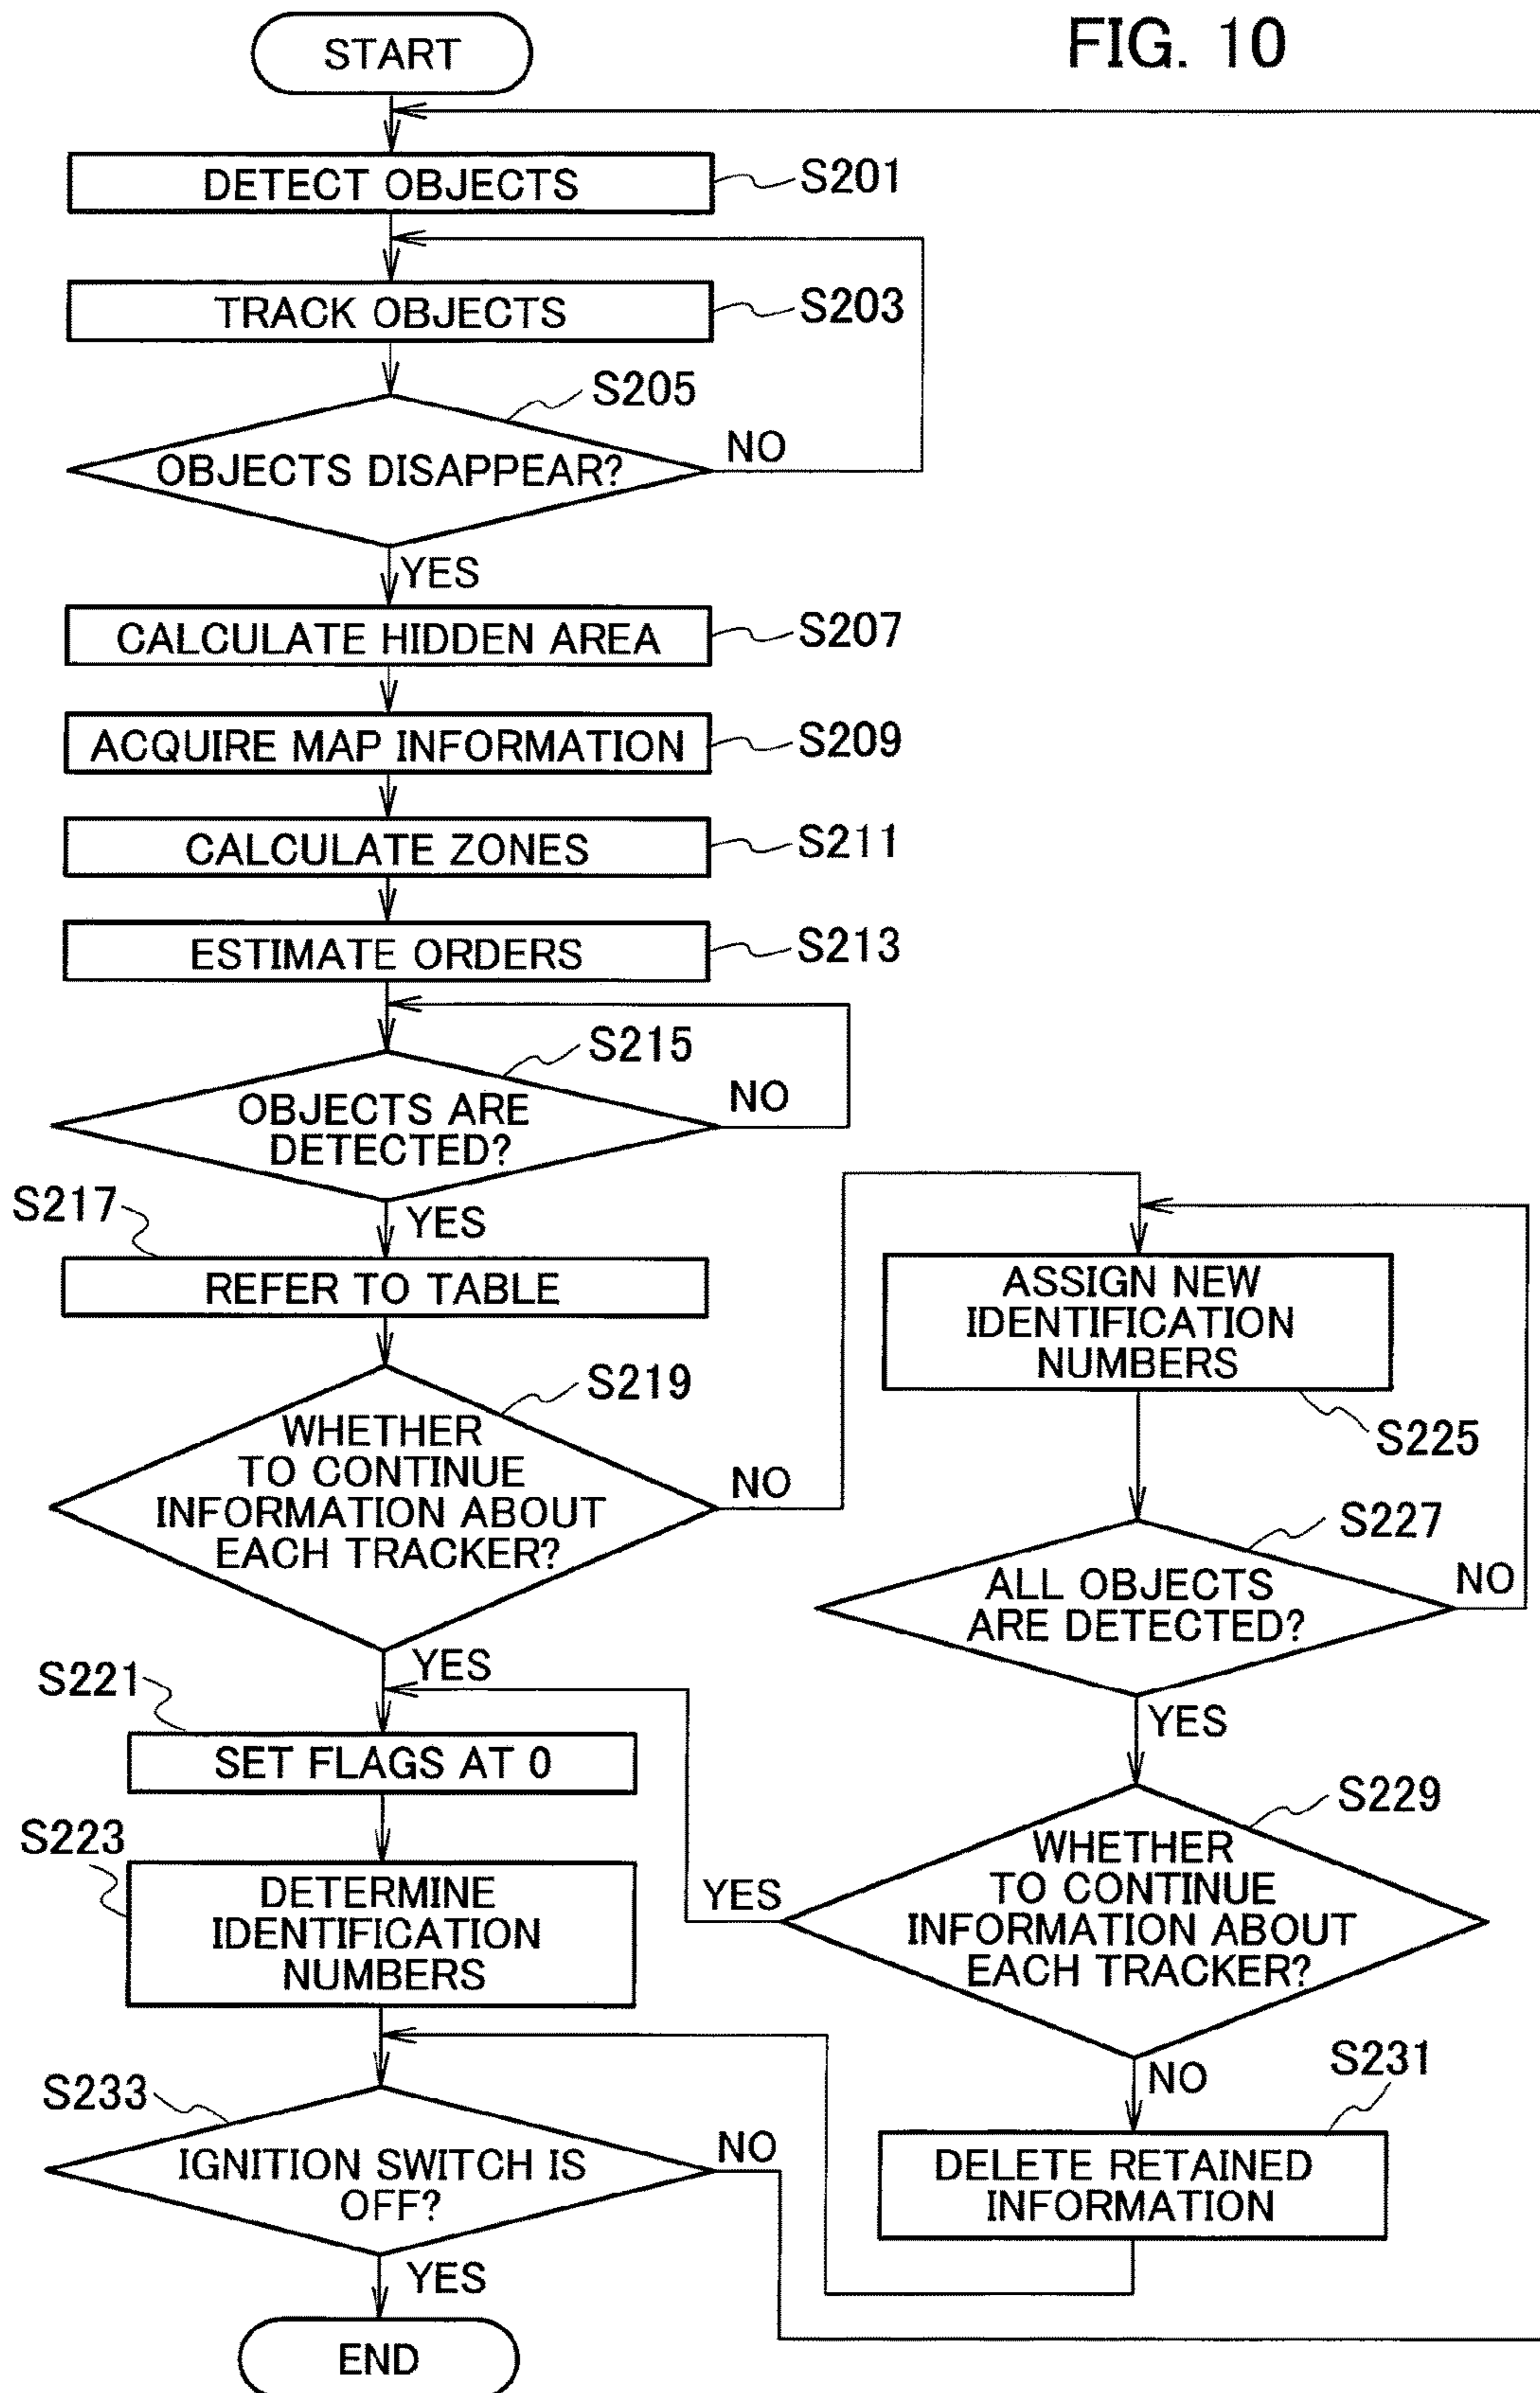 FIG. 10
START
DETECT OBJECTS
S201
TRACK OBJECTS
S203
S205
OBJECTS DISAPPEAR?
NO
YES
CALCULATE HIDDEN AREA
S207
ACQUIRE MAP INFORMATION
S209
CALCULATE ZONES
S211
ESTIMATE ORDERS
S213
S215
OBJECTS ARE
DETECTED?
NO
YES
S217
REFER TO TABLE
S219
WHETHER
TO CONTINUE
INFORMATION ABOUT
EACH TRACKER?
NO
YES
S221
SET FLAGS AT 0
S223
DETERMINE
IDENTIFICATION
NUMBERS
S233
IGNITION SWITCH IS
OFF?
NO
YES
END
ASSIGN NEW
IDENTIFICATION
NUMBERS
S225
S227
ALL OBJECTS
ARE DETECTED?
NO
YES
S229
WHETHER
TO CONTINUE
INFORMATION ABOUT
EACH TRACKER?
YES
NO
S231
DELETE RETAINED
INFORMATION